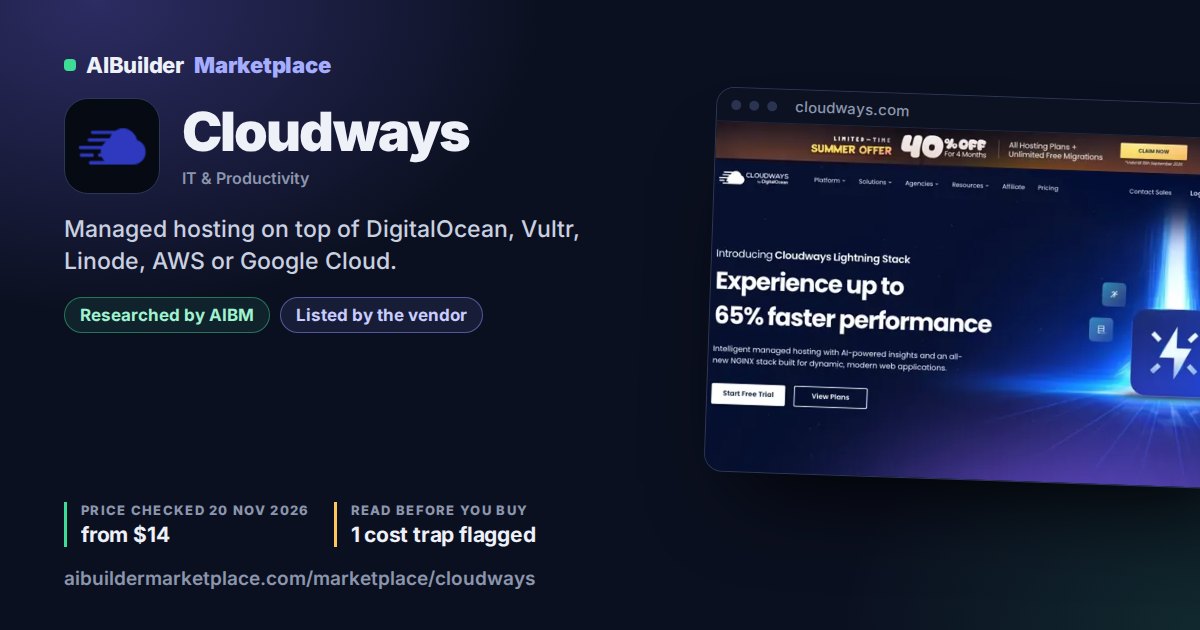 AIBuilder Marketplace
Cloudways
IT & Productivity
Managed hosting on top of DigitalOcean, Vultr,
Linode, AWS or Google Cloud.
Researched by AIBM
Listed by the vendor
PRICE CHECKED 20 NOV 2026
from $14
READ BEFORE YOU BUY
1 cost trap flagged
aibuildermarketplace.com/marketplace/cloudways
cloudways.com
LIMITED-TIME
SUMMER OFFER
40% OFF
For 4 Months
All Hosting Plans +
Unlimited Free Migrations
CLAIM NOW
CLOUDWAYS
by DigitalOcean
Platform
Solutions
Agencies
Resources
Affiliate
Pricing
Contact Sales
Introducing Cloudways Lightning Stack
Experience up to
65% faster performance
Intelligent managed hosting with AI-powered insights and an all-
new NGINX stack built for dynamic, modern web applications.
Start Free Trial
View Plans